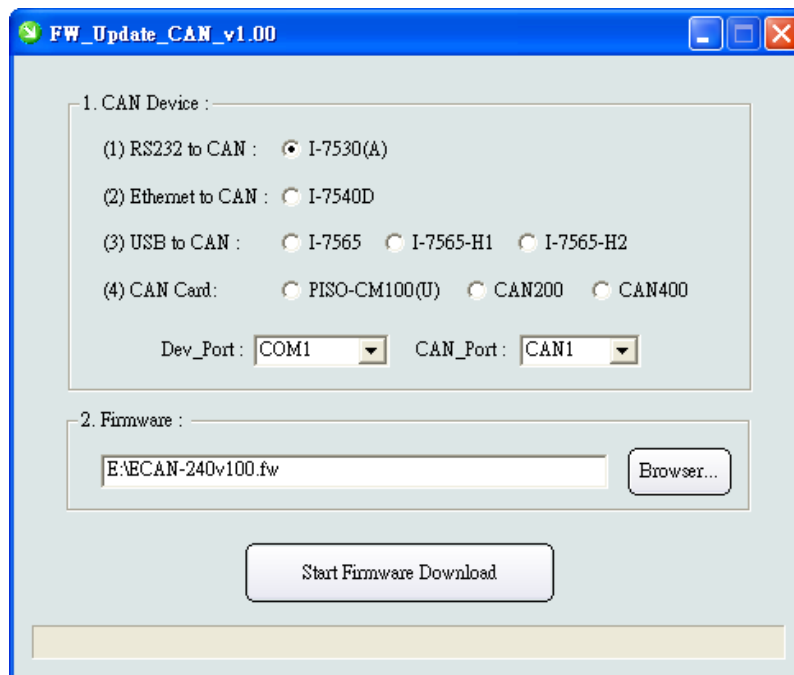 FW_Update_CAN_v1.00
1. CAN Device :
(1) RS232 to CAN : I-7530(A)
(2) Ethernet to CAN : I-7540D
(3) USB to CAN : I-7565 I-7565-H1 I-7565-H2
(4) CAN Card: PISO-CM100(U) CAN200 CAN400
Dev_Port : COM1 CAN_Port : CAN1
2. Firmware :
E:\ECAN-240v100.fw Browser...
Start Firmware Download